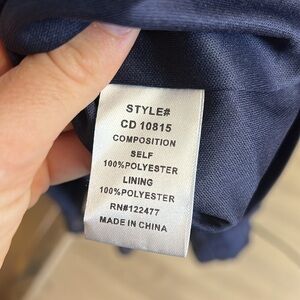 STYLE#
CD 10815
COMPOSITION
SELF
100%POLYESTER
LINING
100%POLYESTER
RN#122477
MADE IN CHINA